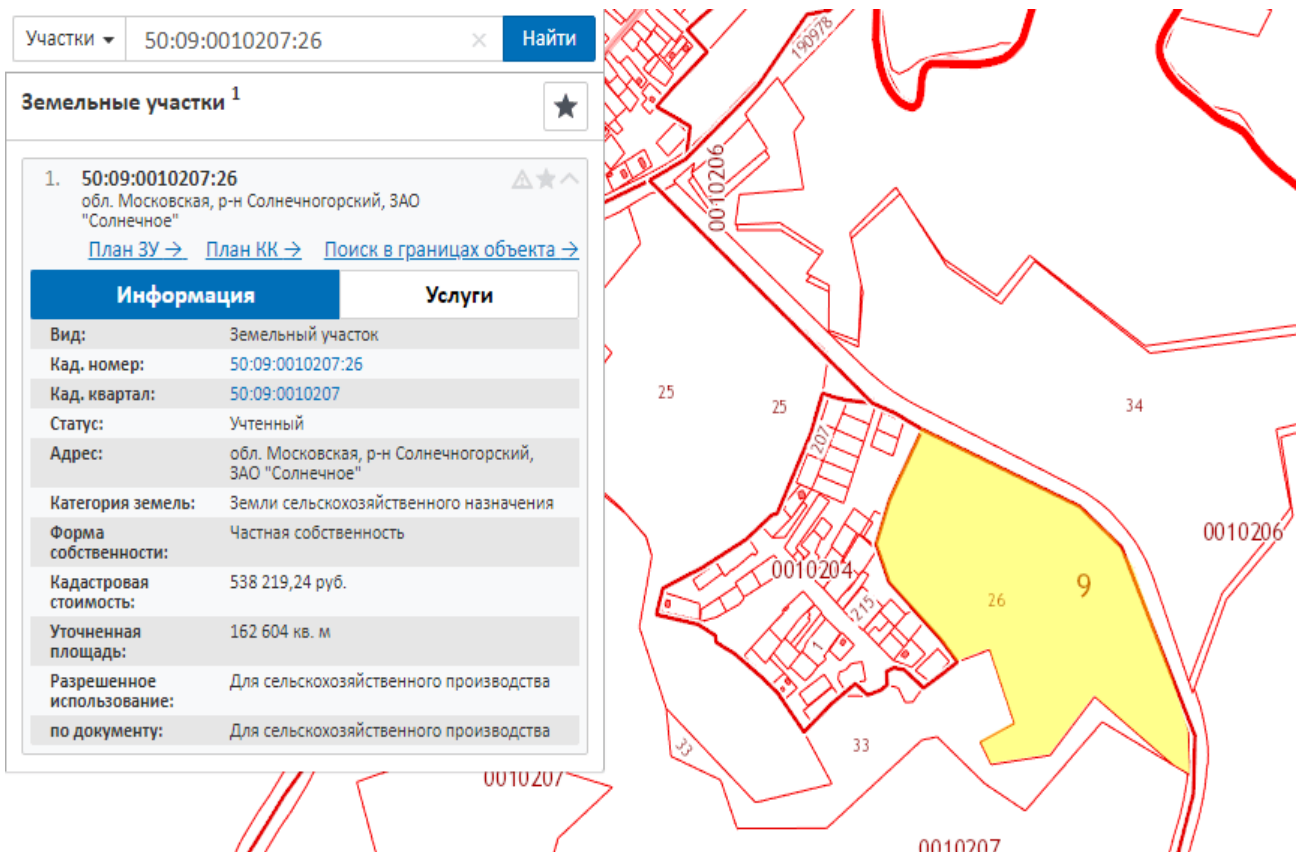 Участки
50:09:0010207:26
×
Найти
Земельные участки 1
1. 50:09:0010207:26
обл. Московская, р-н Солнечногорский, ЗАО
"Солнечное"
План ЗУ → План КК → Поиск в границах объекта →
Информация Услуги
Вид: Земельный участок
Кад. номер: 50:09:0010207:26
Кад. квартал: 50:09:0010207
Статус: Учтенный
Адрес: обл. Московская, р-н Солнечногорский,
ЗАО "Солнечное"
Категория земель: Земли сельскохозяйственного назначения
Форма
собственности: Частная собственность
Кадастровая
стоимость: 538 219,24 руб.
Уточненная
площадь: 162 604 кв. м
Разрешенное
использование: Для сельскохозяйственного производства
по документу: Для сельскохозяйственного производства
190978
0010206
25
25
34
1207
0010206
0010204
9
26
215
1
33
33
0010207
0010207